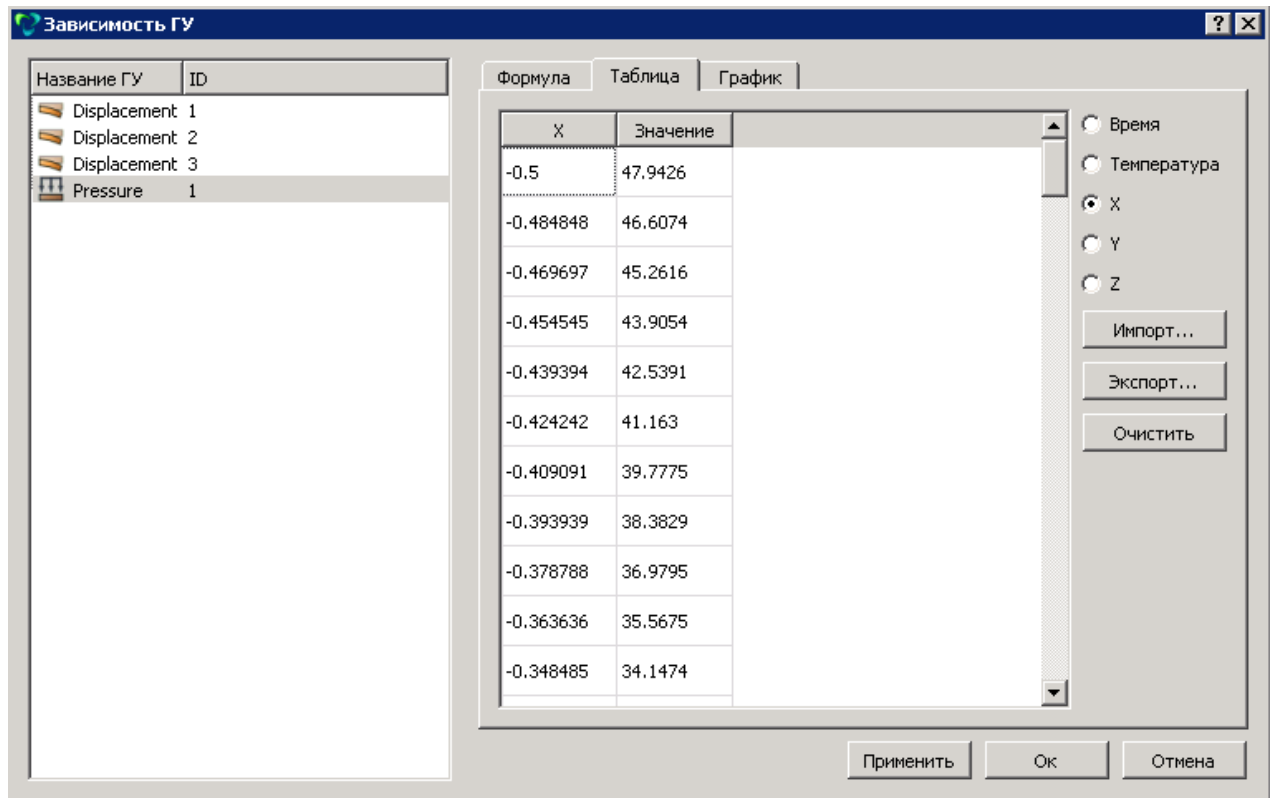 Зависимость ГУ
Название ГУ ID
Displacement 1
Displacement 2
Displacement 3
Pressure 1
Формула Таблица График
X Значение
-0.5 47.9426
-0.484848 46.6074
-0.469697 45.2616
-0.454545 43.9054
-0.439394 42.5391
-0.424242 41.163
-0.409091 39.7775
-0.393939 38.3829
-0.378788 36.9795
-0.363636 35.5675
-0.348485 34.1474
Время
Температура
X
Y
Z
Импорт...
Экспорт...
Очистить
Применить Ок Отмена